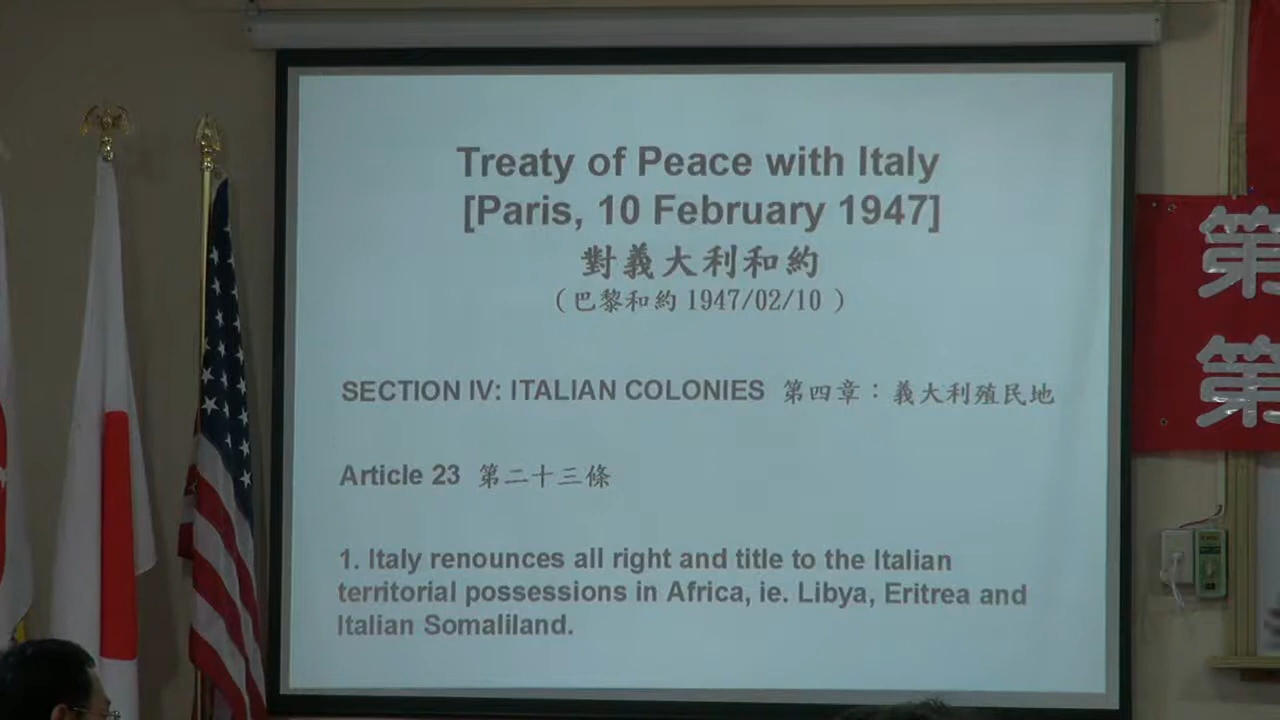 Treaty of Peace with Italy
[Paris, 10 February 1947]
對義大利和約
（巴黎和約 1947/02/10 ）
SECTION IV: ITALIAN COLONIES 第四章：義大利殖民地
Article 23 第二十三條
1. Italy renounces all right and title to the Italian
territorial possessions in Africa, ie. Libya, Eritrea and
Italian Somaliland.
第
第